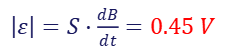 |ε| = S · dB/dt = 0.45 V